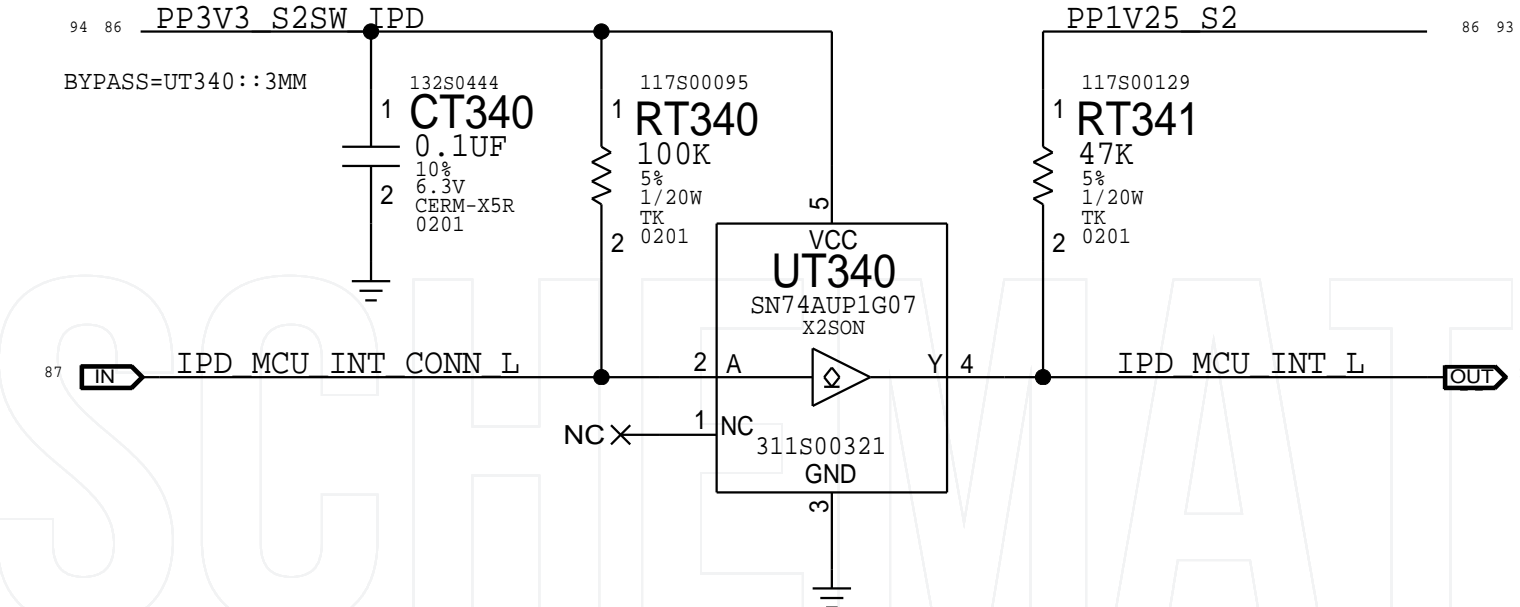 94 86 PP3V3_S2SW_IPD
PP1V25_S2 86 93
BYPASS=UT340::3MM
132S0444
1 CT340
0.1UF
10%
6.3V
2 CERM-X5R
0201
117S00095
1 RT340
100K
5%
1/20W
TK
2 0201
117S00129
1 RT341
47K
5%
1/20W
TK
2 0201
5
VCC
UT340
SN74AUP1G07
X2SON
87 IN IPD_MCU_INT_CONN_L 2 A Y 4 IPD_MCU_INT_L OUT
NC 1 NC
311S00321
GND
3
SCHEMAT